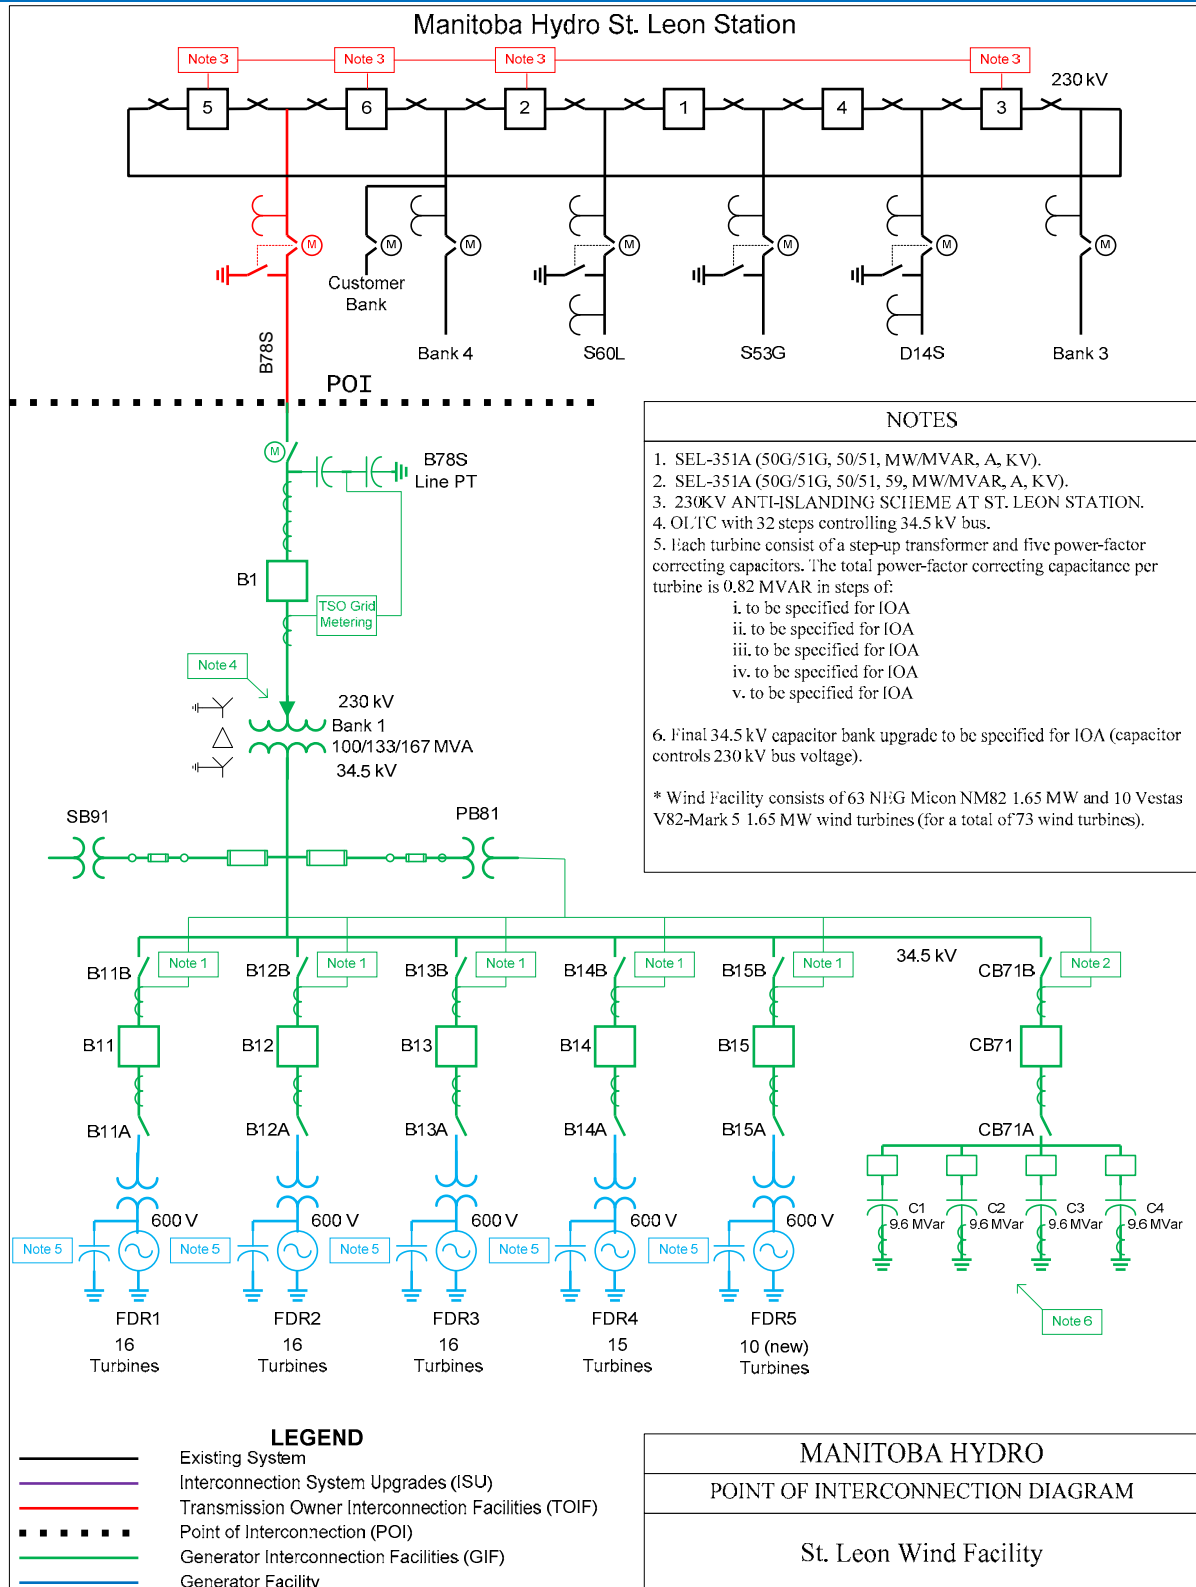 Manitoba Hydro St. Leon Station
Note 3
Note 3
Note 3
Note 3
230 kV
5
6
2
1
4
3
M
M
M
M
M
M
M
Customer
Bank
B78S
Bank 4
S60L
S53G
D14S
Bank 3
POI
M
B78S
Line PT
B1
TSO Grid
Metering
Note 4
230 kV
Bank 1
100/133/167 MVA
34.5 kV
NOTES
1. SEL-351A (50G/51G, 50/51, MW/MVAR, A, KV).
2. SEL-351A (50G/51G, 50/51, 59, MW/MVAR, A, KV).
3. 230KV ANTI-ISLANDING SCHEME AT ST. LEON STATION.
4. OLTC with 32 steps controlling 34.5 kV bus.
5. Each turbine consist of a step-up transformer and five power-factor
correcting capacitors. The total power-factor correcting capacitance per
turbine is 0.82 MVAR in steps of:
i. to be specified for IOA
ii. to be specified for IOA
iii. to be specified for IOA
iv. to be specified for IOA
v. to be specified for IOA
6. Final 34.5 kV capacitor bank upgrade to be specified for IOA (capacitor
controls 230 kV bus voltage).
* Wind Facility consists of 63 NEG Micon NM82 1.65 MW and 10 Vestas
V82-Mark 5 1.65 MW wind turbines (for a total of 73 wind turbines).
SB91
PB81
34.5 kV
B11B
Note 1
B12B
Note 1
B13B
Note 1
B14B
Note 1
B15B
Note 1
CB71B
Note 2
B11
B12
B13
B14
B15
CB71
B11A
B12A
B13A
B14A
B15A
CB71A
600 V
600 V
600 V
600 V
600 V
C1
9.6 MVar
C2
9.6 MVar
C3
9.6 MVar
C4
9.6 MVar
Note 5
Note 5
Note 5
Note 5
Note 5
Note 6
FDR1
16
Turbines
FDR2
16
Turbines
FDR3
16
Turbines
FDR4
15
Turbines
FDR5
10 (new)
Turbines
LEGEND
Existing System
Interconnection System Upgrades (ISU)
Transmission Owner Interconnection Facilities (TOIF)
Point of Interconnection (POI)
Generator Interconnection Facilities (GIF)
Generator Facility
MANITOBA HYDRO
POINT OF INTERCONNECTION DIAGRAM
St. Leon Wind Facility